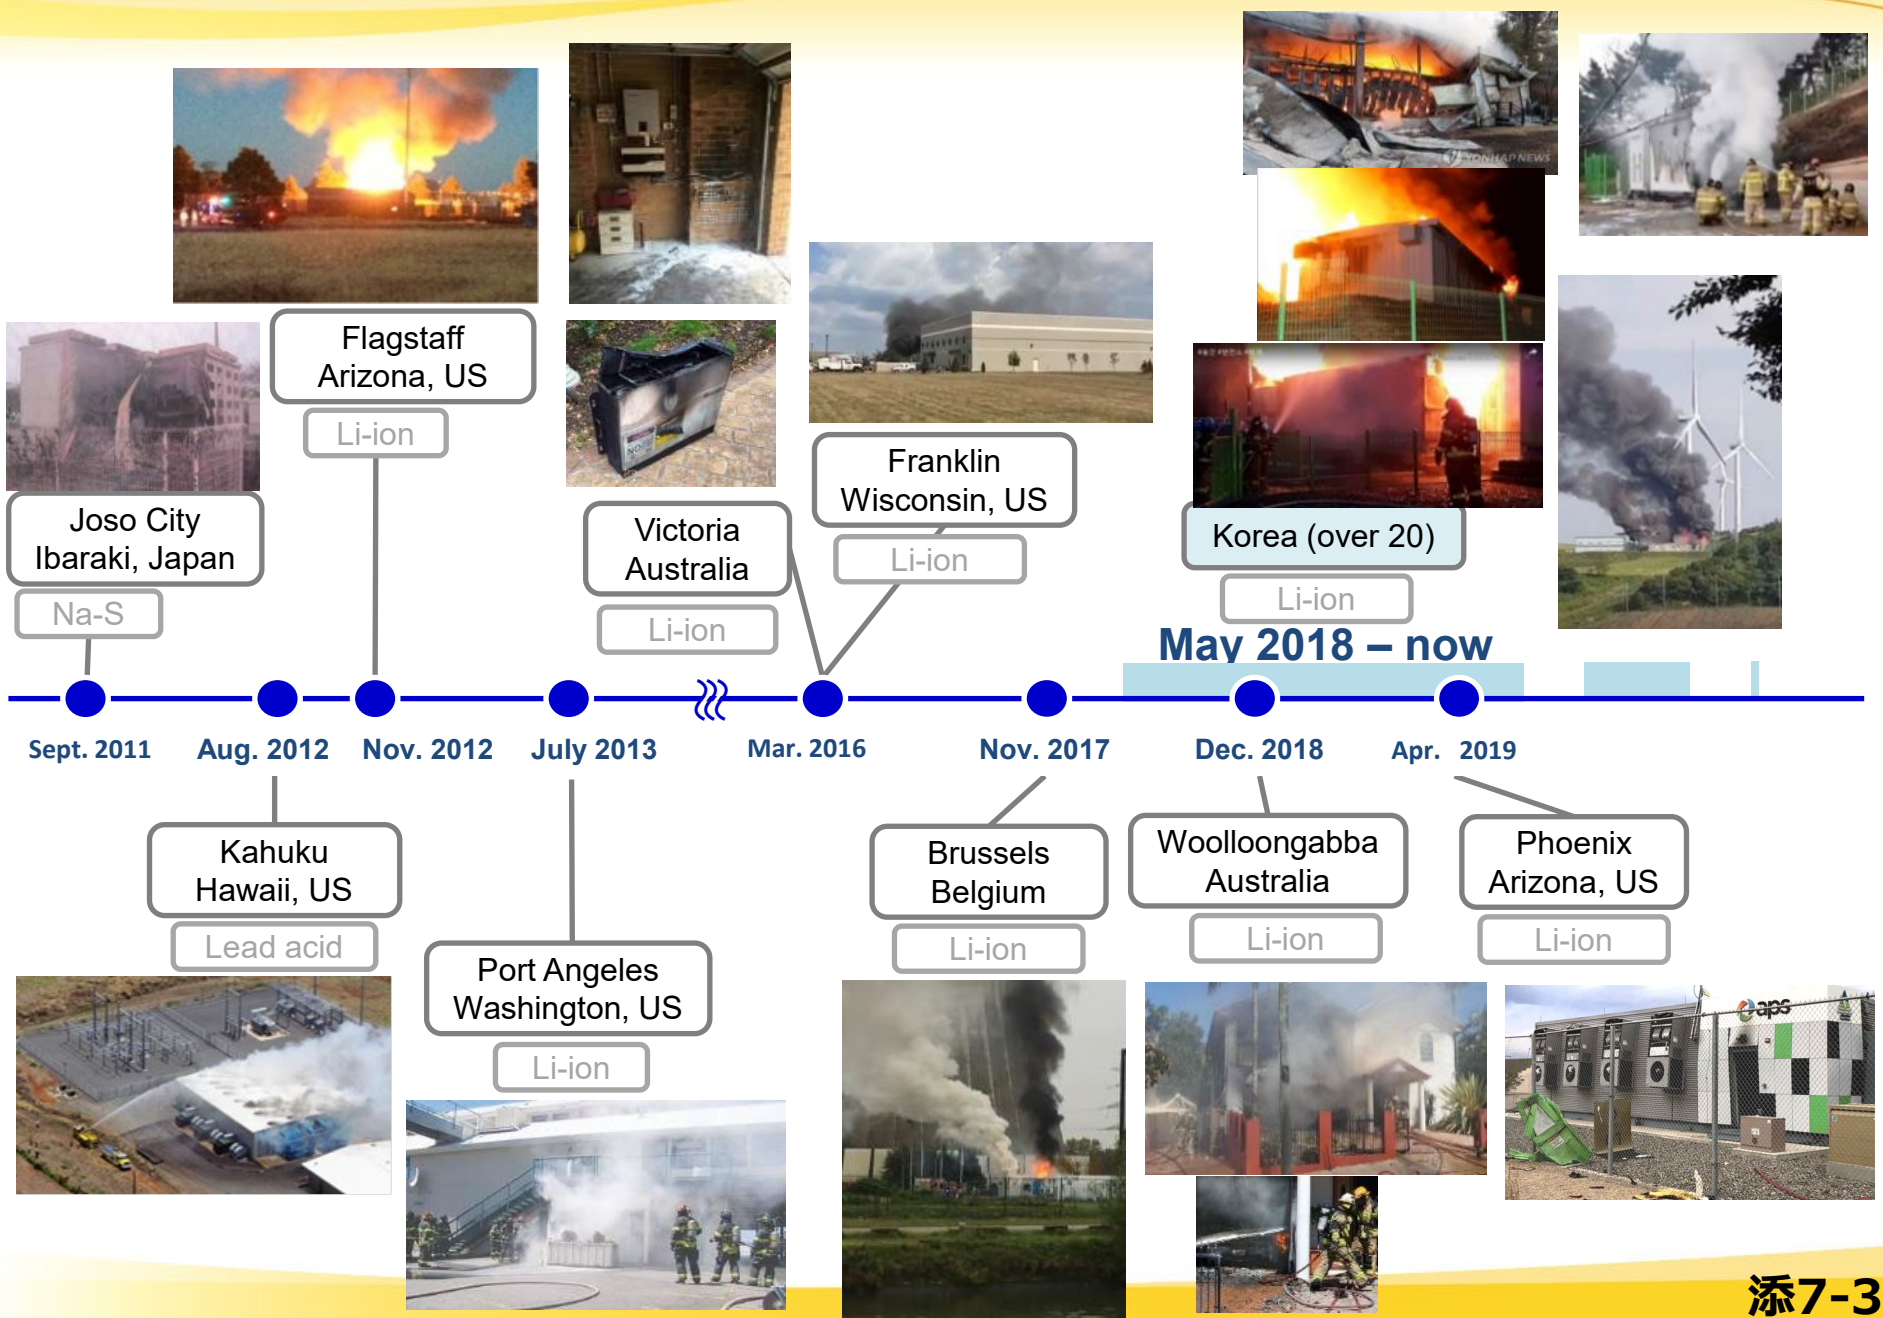 YONHAP NEWS
Flagstaff
Arizona, US
Li-ion
Joso City
Ibaraki, Japan
Na-S
Victoria
Australia
Li-ion
Franklin
Wisconsin, US
Li-ion
Korea (over 20)
Li-ion
May 2018 – now
Sept. 2011
Aug. 2012
Nov. 2012
July 2013
Mar. 2016
Nov. 2017
Dec. 2018
Apr. 2019
Kahuku
Hawaii, US
Lead acid
Port Angeles
Washington, US
Li-ion
Brussels
Belgium
Li-ion
Woolloongabba
Australia
Li-ion
Phoenix
Arizona, US
Li-ion
aps
添7-3